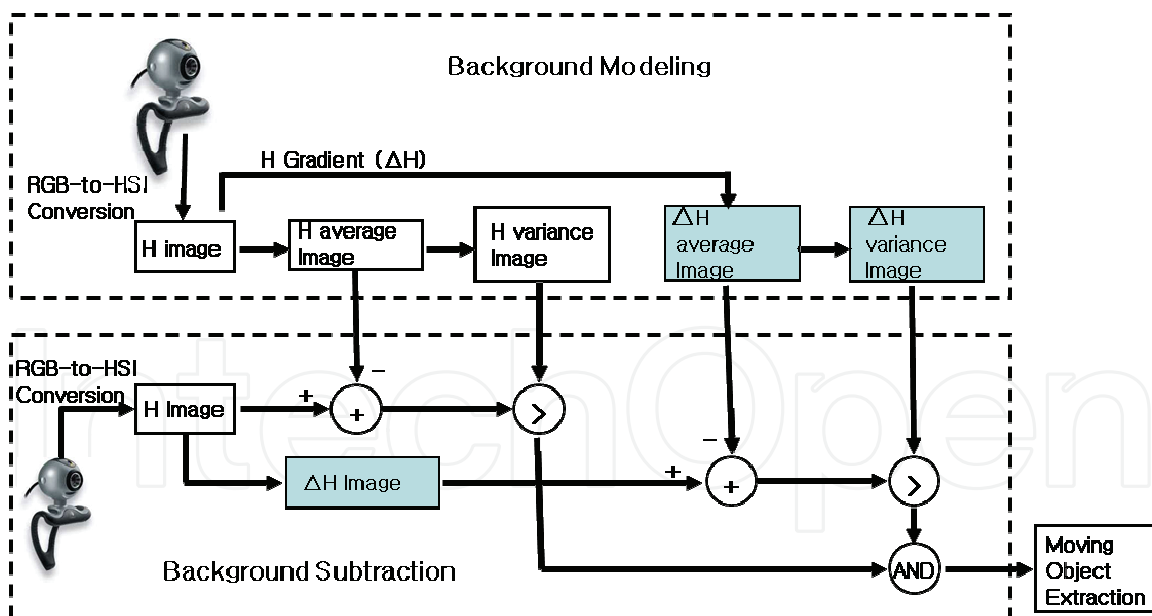 Background Modeling
H Gradient (ΔH)
RGB-to-HSI
Conversion
H image
H average
Image
H variance
Image
ΔH
average
Image
ΔH
variance
Image
RGB-to-HSI
Conversion
H Image
+
−
+
>
ΔH Image
+
−
+
>
AND
Background Subtraction
Moving
Object
Extraction
IntechOpen